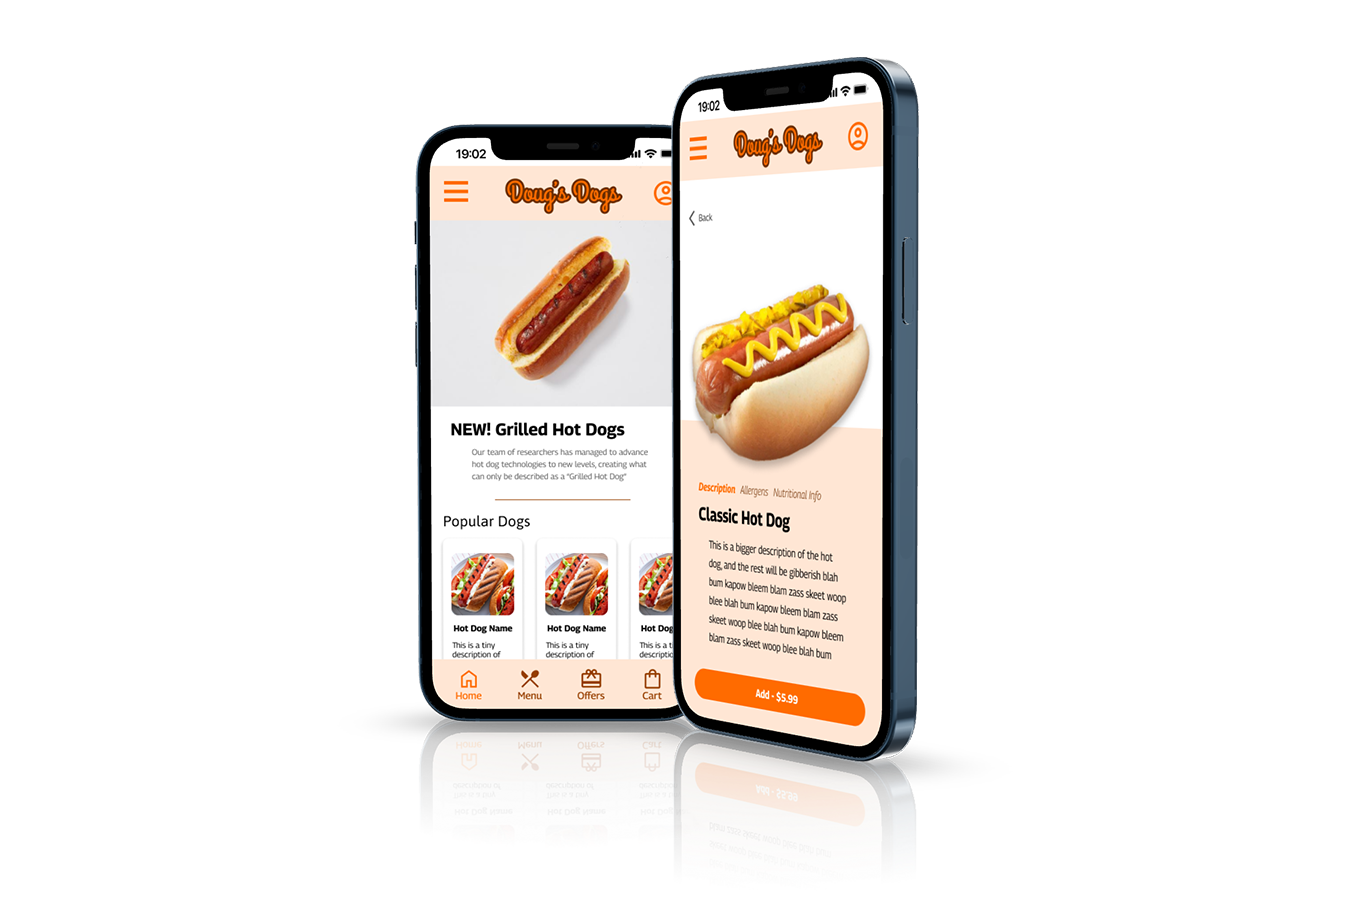 19:02
Doug's Dogs
NEW! Grilled Hot Dogs
Our team of researchers has managed to advance
hot dog technologies to new levels, creating what
can only be described as a "Grilled Hot Dog"
Popular Dogs
Hot Dog Name
This is a tiny
description of
Hot Dog Name
This is a tiny
description of
Hot Dog
Home
Menu
Offers
Cart
19:02
Doug's Dogs
Back
Description Allergens Nutritional Info
Classic Hot Dog
This is a bigger description of the hot
dog, and the rest will be gibberish blah
bum kapow bleem blam zass skeet woop
blee blah bum kapow bleem blam zass
skeet woop blee blah bum kapow bleem
blam zass skeet woop blee blah bum
Add - $5.99